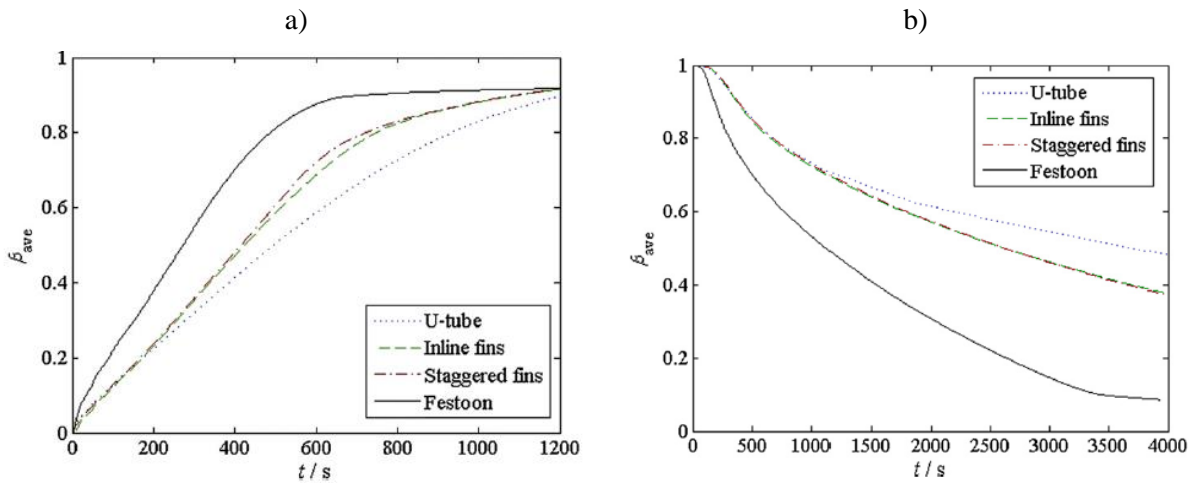 a)
1
0.8
0.6
0.4
0.2
0
βave
0 200 400 600 800 1000 1200
t / s
U-tube
Inline fins
Staggered fins
Festoon
b)
1
0.8
0.6
0.4
0.2
0
βave
0 500 1000 1500 2000 2500 3000 3500 4000
t / s
U-tube
Inline fins
Staggered fins
Festoon